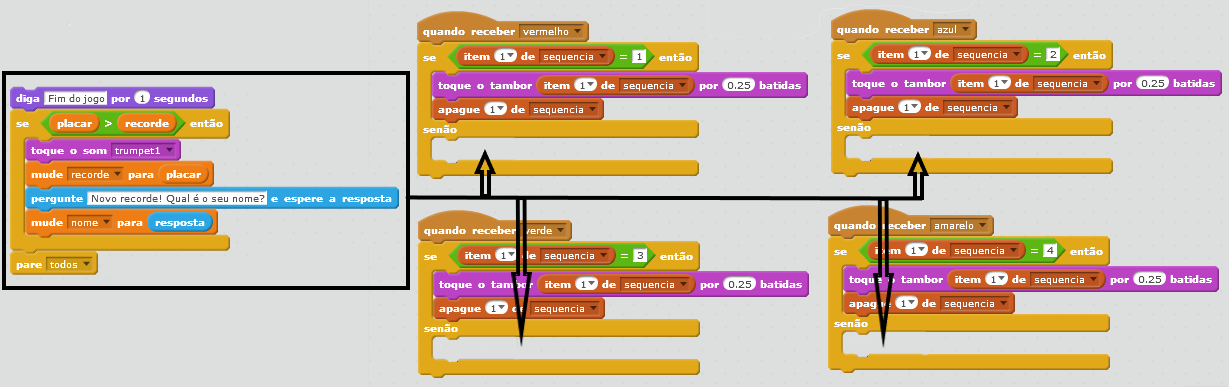 diga Fim do jogo por 1 segundos
se placar > recorde então
toque o som trumpet1
mude recorde para placar
pergunte Novo recorde! Qual é o seu nome? e espere a resposta
mude nome para resposta
pare todos
quando receber vermelho
se item 1 de sequencia = 1 então
toque o tambor item 1 de sequencia por 0.25 batidas
apague 1 de sequencia
senão
quando receber azul
se item 1 de sequencia = 2 então
toque o tambor item 1 de sequencia por 0.25 batidas
apague 1 de sequencia
senão
quando receber verde
se item 1 de sequencia = 3 então
toque o tambor item 1 de sequencia por 0.25 batidas
apague 1 de sequencia
senão
quando receber amarelo
se item 1 de sequencia = 4 então
toque o tambor item 1 de sequencia por 0.25 batidas
apague 1 de sequencia
senão